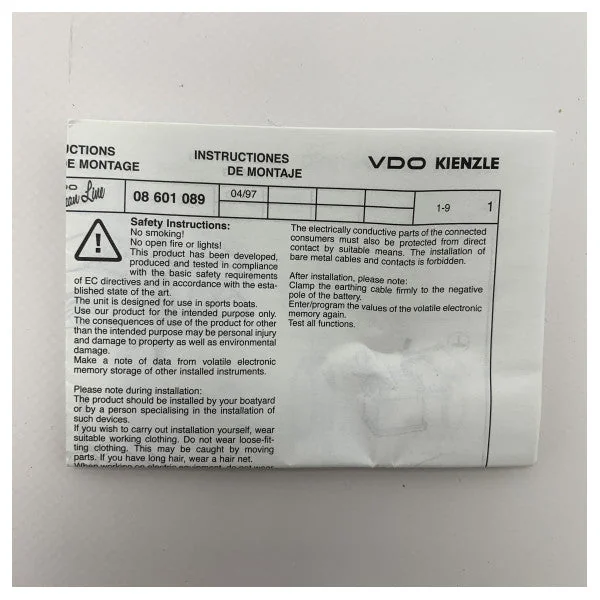 UCTIONS
E MONTAGE
INSTRUCTIONES
DE MONTAJE
VDO KIENZLE
Line
08 601 089
04/97
1-9
1
Safety Instructions:
No smoking!
No open fire or lights!
This product has been developed,
produced and tested in compliance
with the basic safety requirements
of EC directives and in accordance with the esta-
blished state of the art.
The unit is designed for use in sports boats.
Use our product for the intended purpose only.
The consequences of use of the product for other
than the intended purpose may be personal injury
and damage to property as well as environmental
damage.
Make a note of data from volatile electronic
memory storage of other installed instruments.
Please note during installation:
The product should be installed by your boatyard
or by a person specialising in the installation of
such devices.
If you wish to carry out installation yourself, wear
suitable working clothing. Do not wear loose-fit-
ting clothing. This may be caught by moving
parts. If you have long hair, wear a hair net.
When working on electric equipment, do not wear
The electrically conductive parts of the connected
consumers must also be protected from direct
contact by suitable means. The installation of
bare metal cables and contacts is forbidden.
After installation, please note:
Clamp the earthing cable firmly to the negative
pole of the battery.
Enter/program the values of the volatile electronic
memory again.
Test all functions.